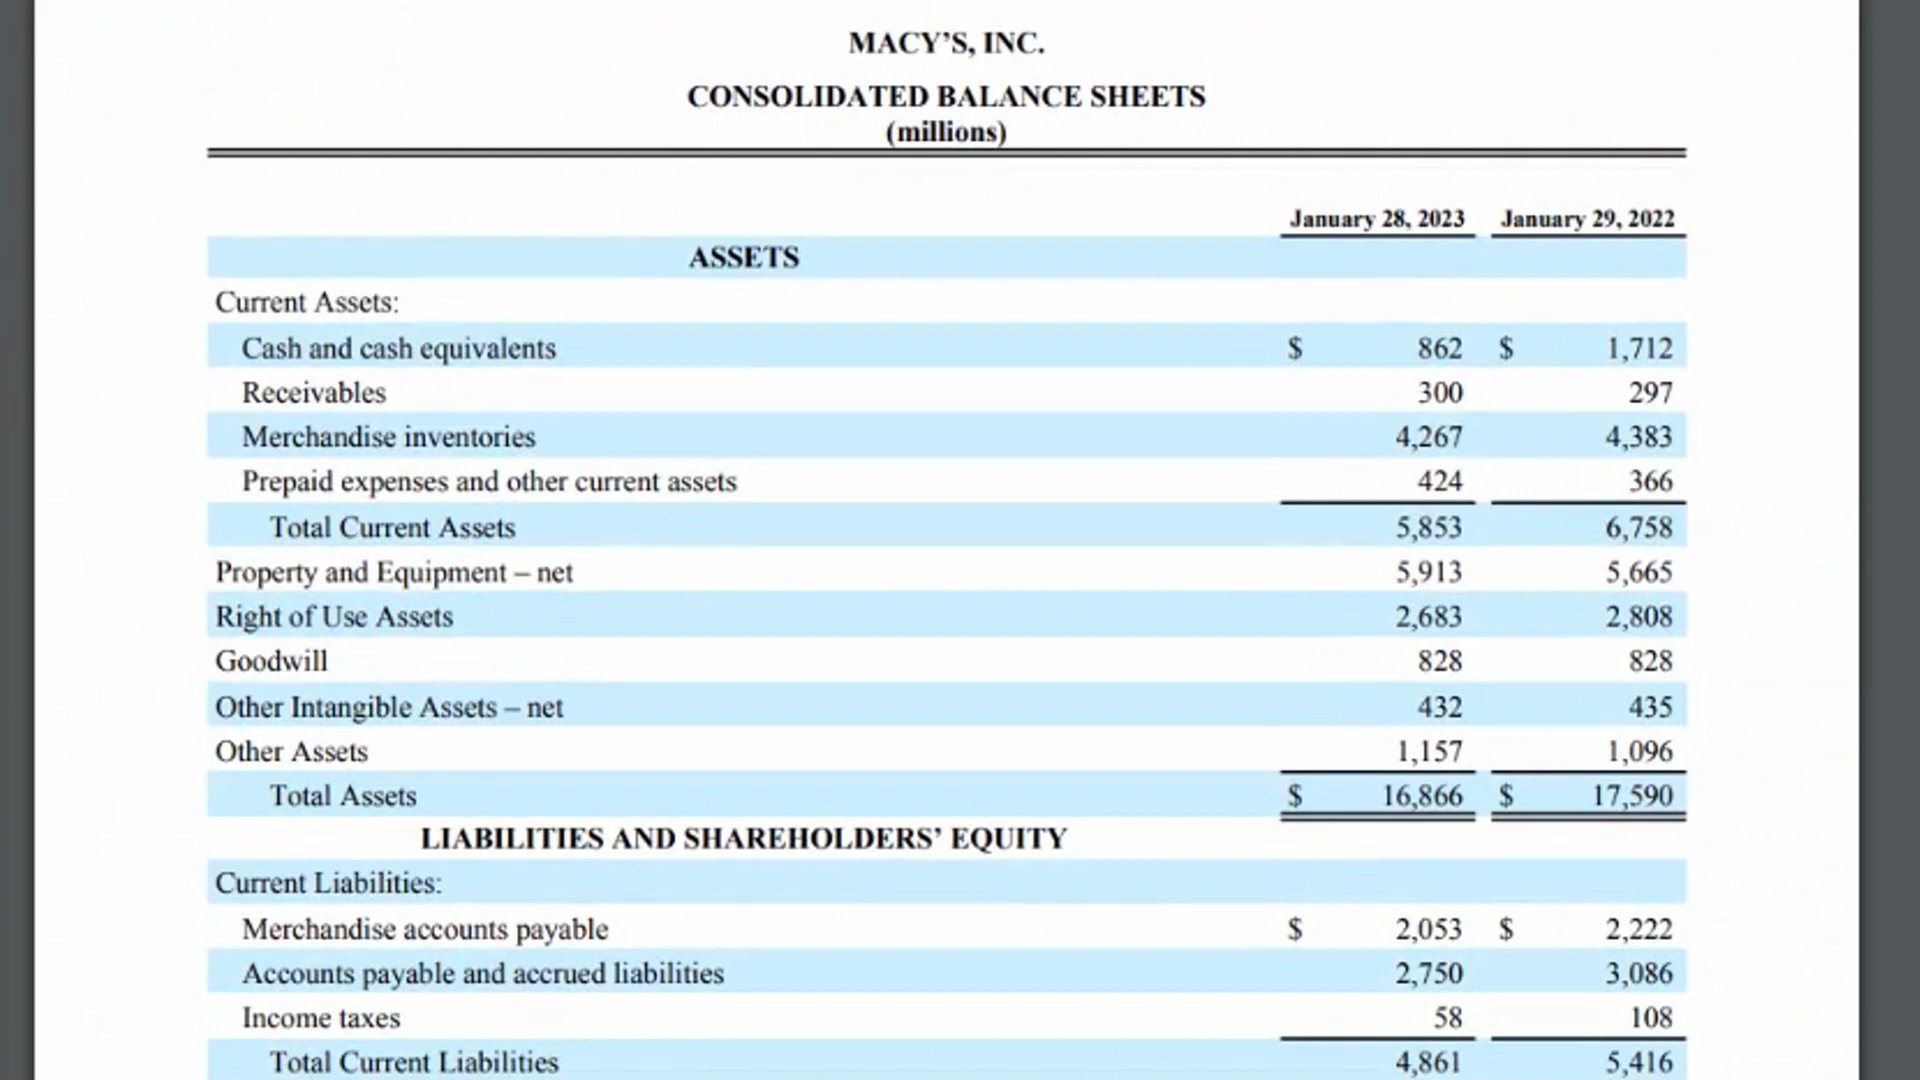 MACY’S, INC.
CONSOLIDATED BALANCE SHEETS
(millions)
January 28, 2023 January 29, 2022
ASSETS
Current Assets:
Cash and cash equivalents $ 862 $ 1,712
Receivables 300 297
Merchandise inventories 4,267 4,383
Prepaid expenses and other current assets 424 366
Total Current Assets 5,853 6,758
Property and Equipment – net 5,913 5,665
Right of Use Assets 2,683 2,808
Goodwill 828 828
Other Intangible Assets – net 432 435
Other Assets 1,157 1,096
Total Assets $ 16,866 $ 17,590
LIABILITIES AND SHAREHOLDERS’ EQUITY
Current Liabilities:
Merchandise accounts payable $ 2,053 $ 2,222
Accounts payable and accrued liabilities 2,750 3,086
Income taxes 58 108
Total Current Liabilities 4,861 5,416